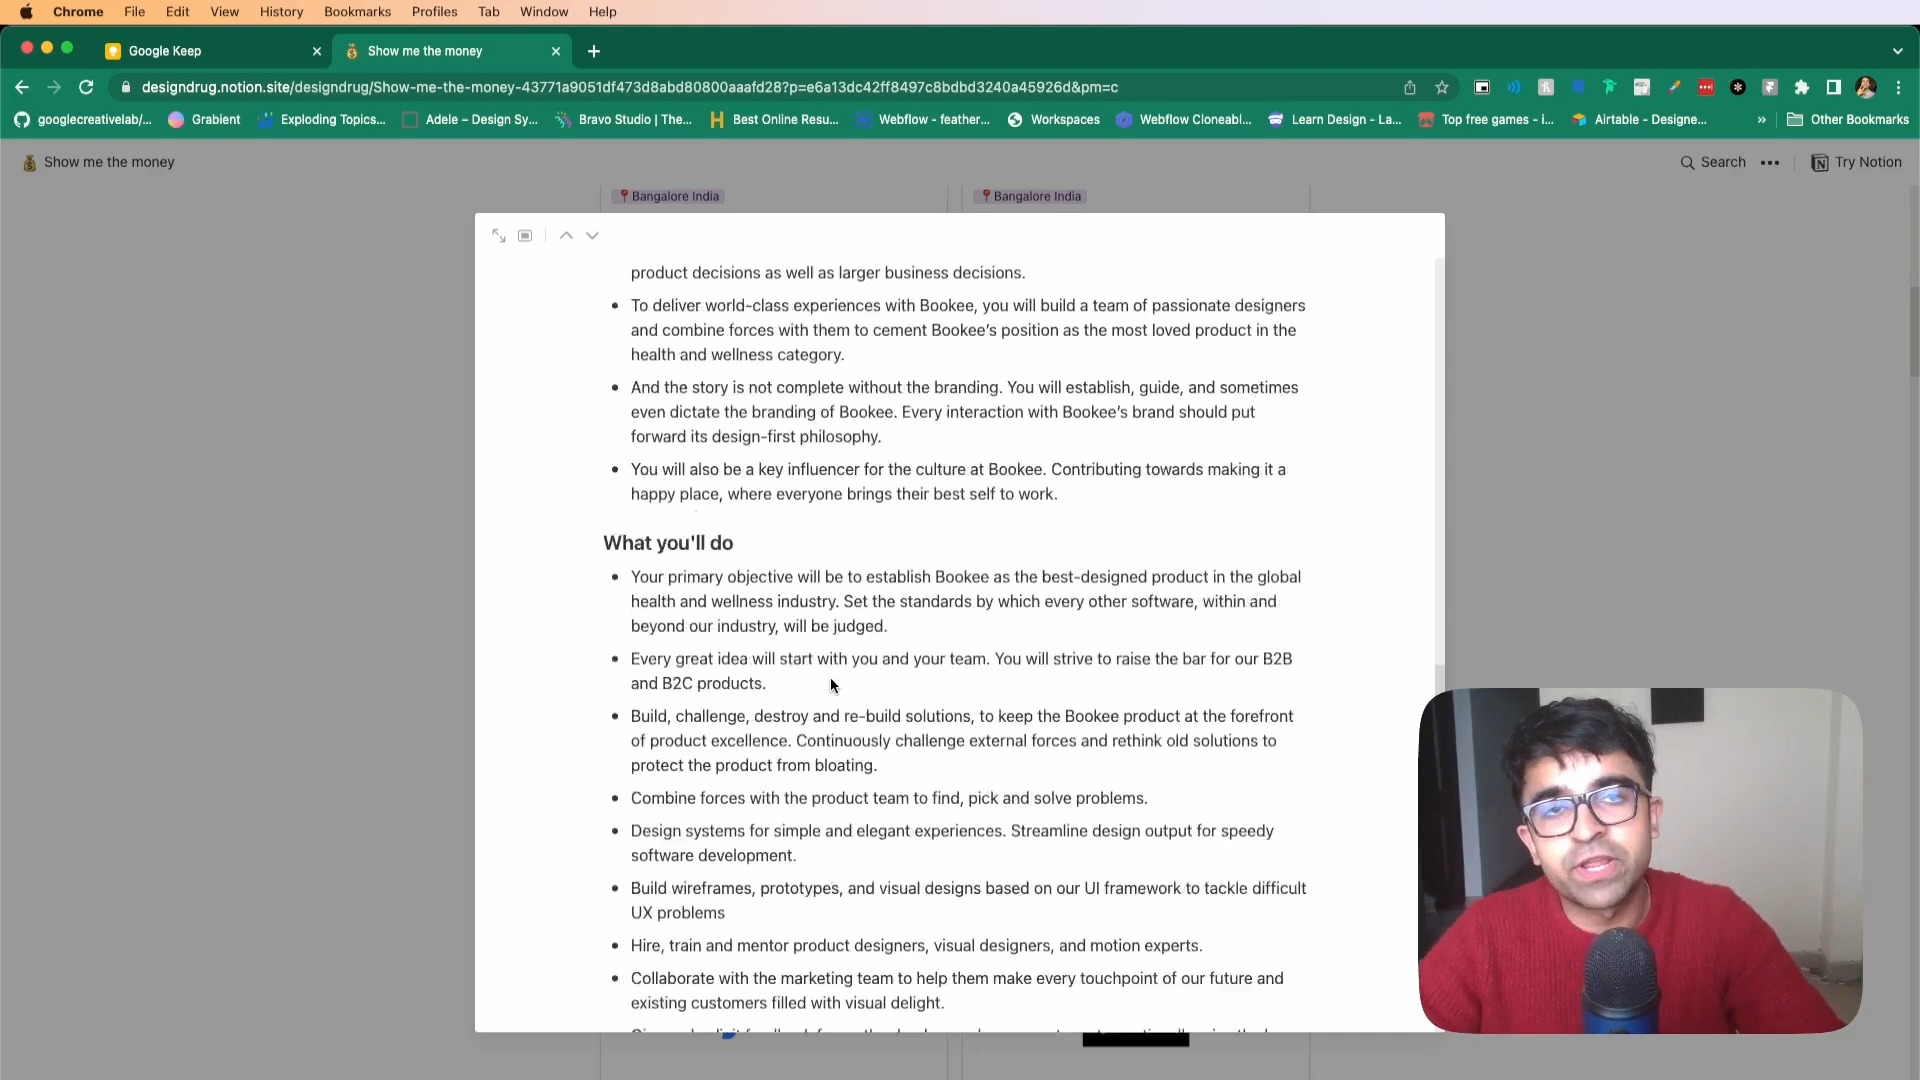 Chrome File Edit View History Bookmarks Profiles Tab Window Help
Google Keep
Show me the money
designdrug.notion.site/designdrug/Show-me-the-money-43771a9051df473d8abd80800aaafd28?p=e6a13dc42ff8497c8bdbd3240a45926d&pm=c
googlecreativelab/... Grabient Exploding Topics... Adele – Design Sy... Bravo Studio | The... Best Online Resu... Webflow - feather... Workspaces Webflow Cloneabl... Learn Design - La... Top free games - i... Airtable - Designe... » Other Bookmarks
Show me the money
Search
Try Notion
Bangalore India
Bangalore India
product decisions as well as larger business decisions.
• To deliver world-class experiences with Bookee, you will build a team of passionate designers
and combine forces with them to cement Bookee’s position as the most loved product in the
health and wellness category.
• And the story is not complete without the branding. You will establish, guide, and sometimes
even dictate the branding of Bookee. Every interaction with Bookee’s brand should put
forward its design-first philosophy.
• You will also be a key influencer for the culture at Bookee. Contributing towards making it a
happy place, where everyone brings their best self to work.
What you'll do
• Your primary objective will be to establish Bookee as the best-designed product in the global
health and wellness industry. Set the standards by which every other software, within and
beyond our industry, will be judged.
• Every great idea will start with you and your team. You will strive to raise the bar for our B2B
and B2C products.
• Build, challenge, destroy and re-build solutions, to keep the Bookee product at the forefront
of product excellence. Continuously challenge external forces and rethink old solutions to
protect the product from bloating.
• Combine forces with the product team to find, pick and solve problems.
• Design systems for simple and elegant experiences. Streamline design output for speedy
software development.
• Build wireframes, prototypes, and visual designs based on our UI framework to tackle difficult
UX problems
• Hire, train and mentor product designers, visual designers, and motion experts.
• Collaborate with the marketing team to help them make every touchpoint of our future and
existing customers filled with visual delight.